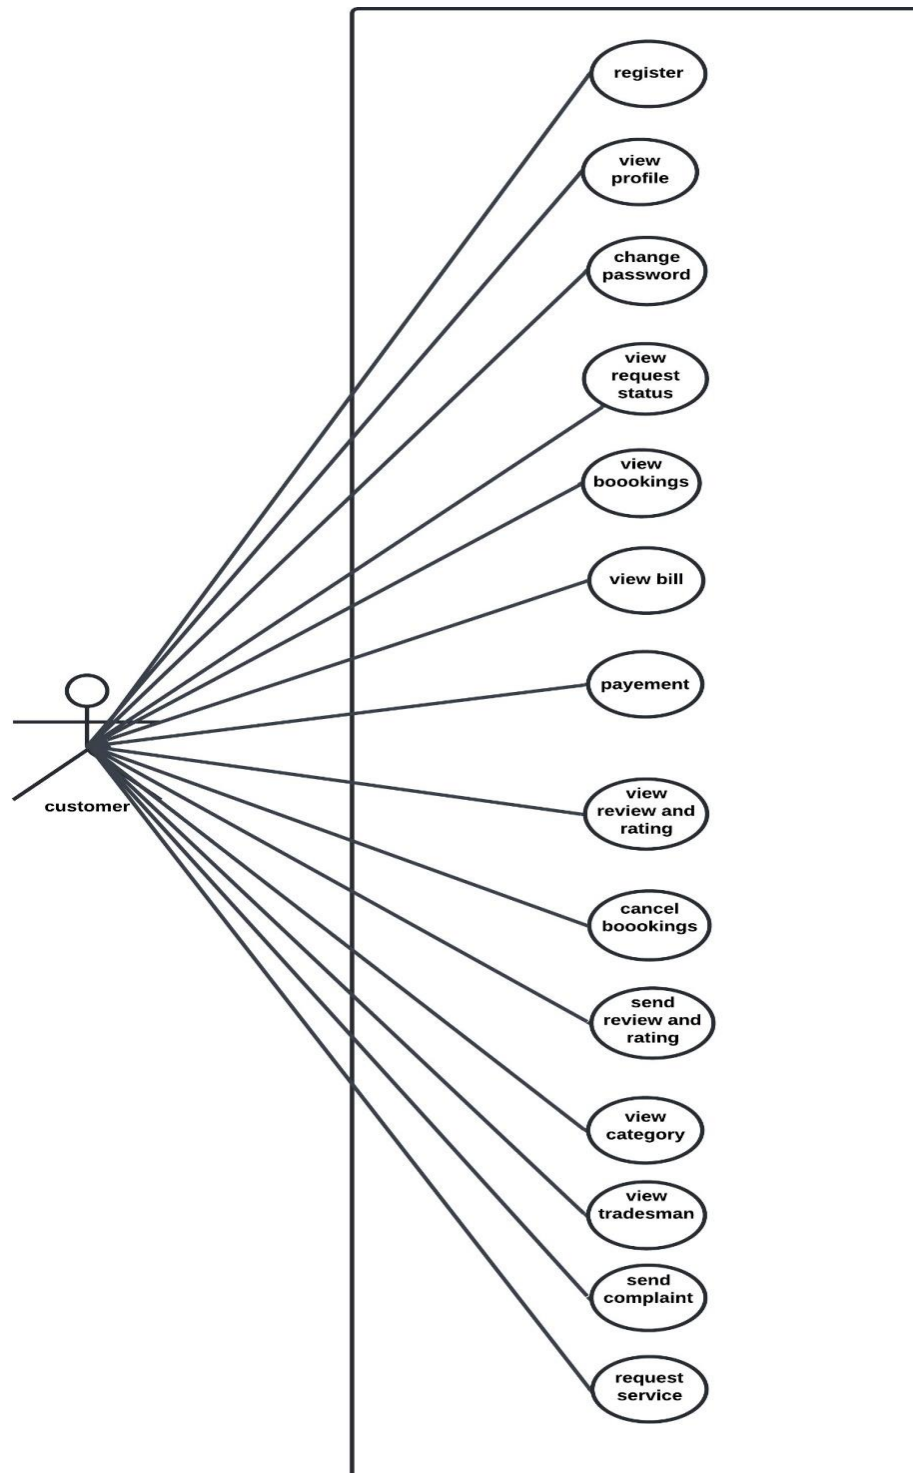 register
view
profile
change
password
view
request
status
view
boookings
view bill
payement
customer
view
review and
rating
cancel
boookings
send
review and
rating
view
category
view
tradesman
send
complaint
request
service